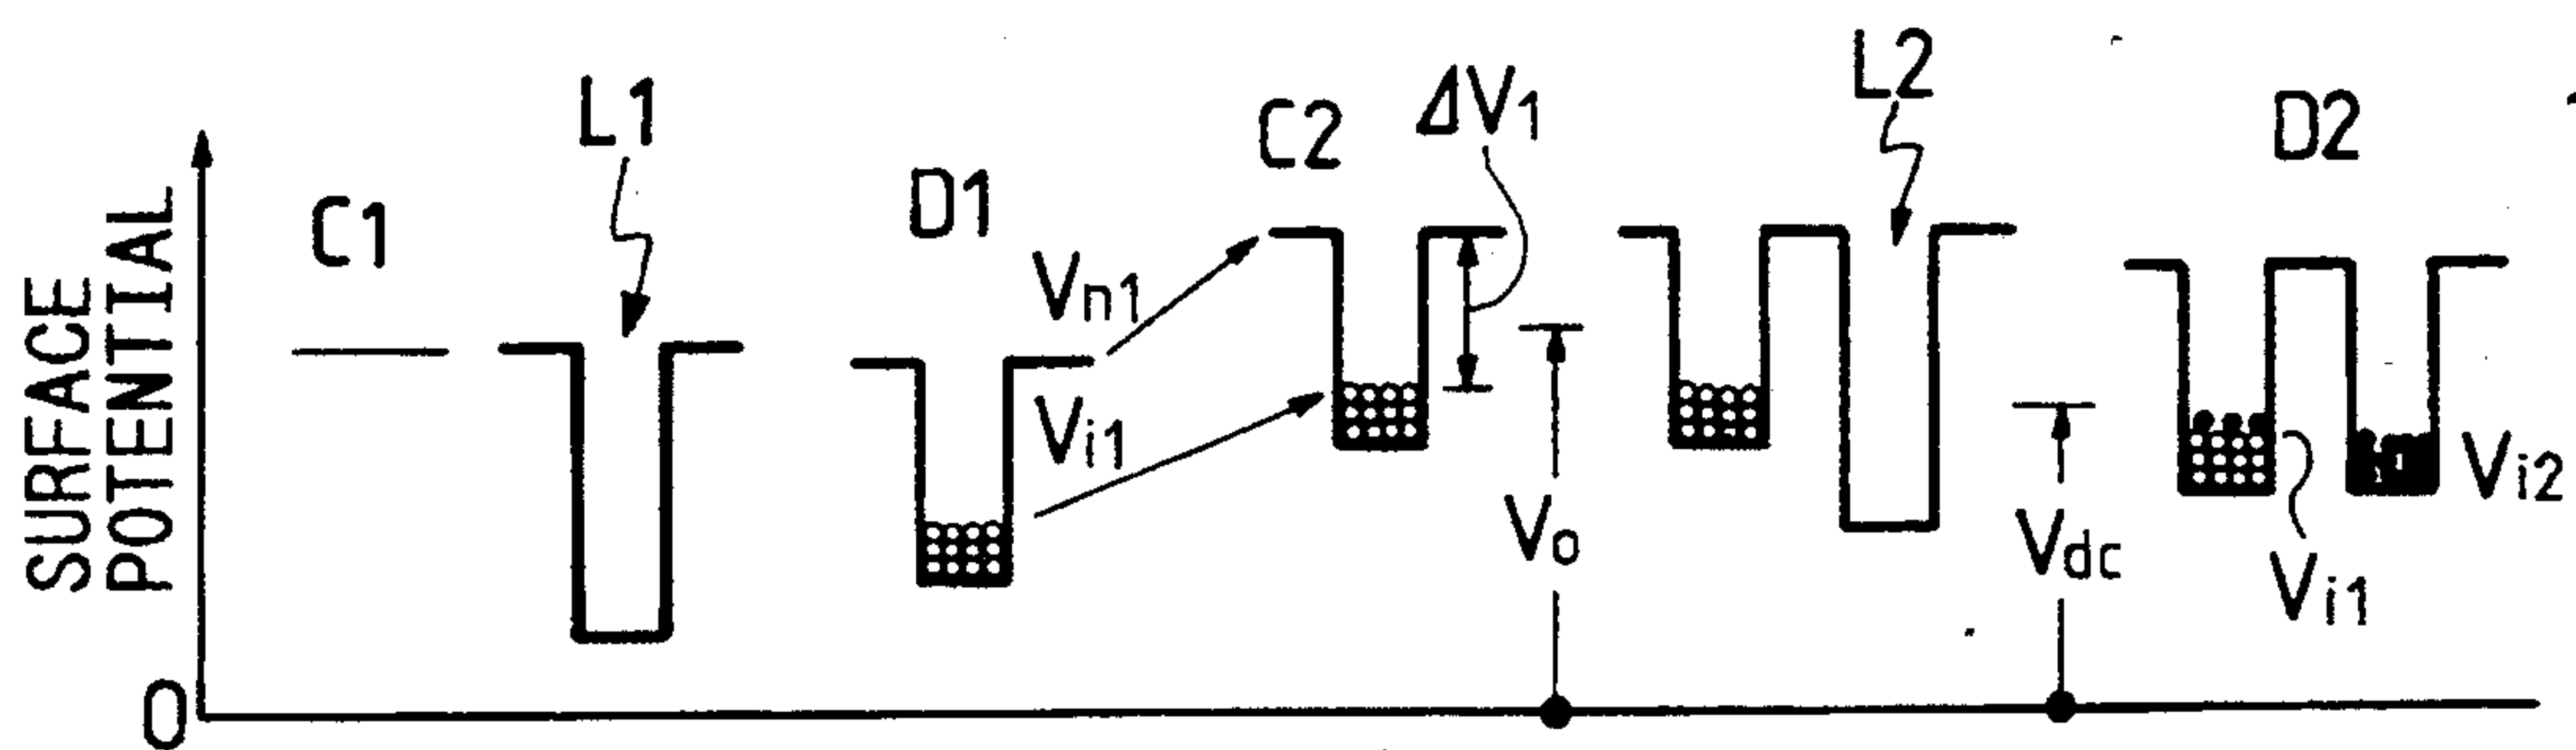 SURFACE
POTENTIAL
0
C1
L1
D1
Vn1
Vi1
C2
ΔV1
Vo
L2
Vdc
D2
Vi2
Vi1